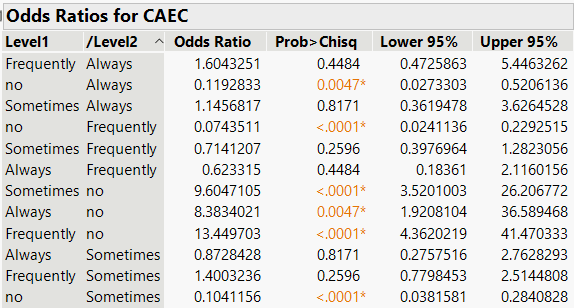 Odds Ratios for CAEC
Level1 /Level2 Odds Ratio Prob>Chisq Lower 95% Upper 95%
Frequently Always 1.6043251 0.4484 0.4725863 5.4463262
no Always 0.1192833 0.0047* 0.0273303 0.5206136
Sometimes Always 1.1456817 0.8171 0.3619478 3.6264528
no Frequently 0.0743511 <.0001* 0.0241136 0.2292515
Sometimes Frequently 0.7141207 0.2596 0.3976964 1.2823056
Always Frequently 0.623315 0.4484 0.18361 2.1160156
Sometimes no 9.6047105 <.0001* 3.5201003 26.206772
Always no 8.3834021 0.0047* 1.9208104 36.589468
Frequently no 13.449703 <.0001* 4.3620219 41.470333
Always Sometimes 0.8728428 0.8171 0.2757516 2.7628293
Frequently Sometimes 1.4003236 0.2596 0.7798453 2.5144808
no Sometimes 0.1041156 <.0001* 0.0381581 0.2840828